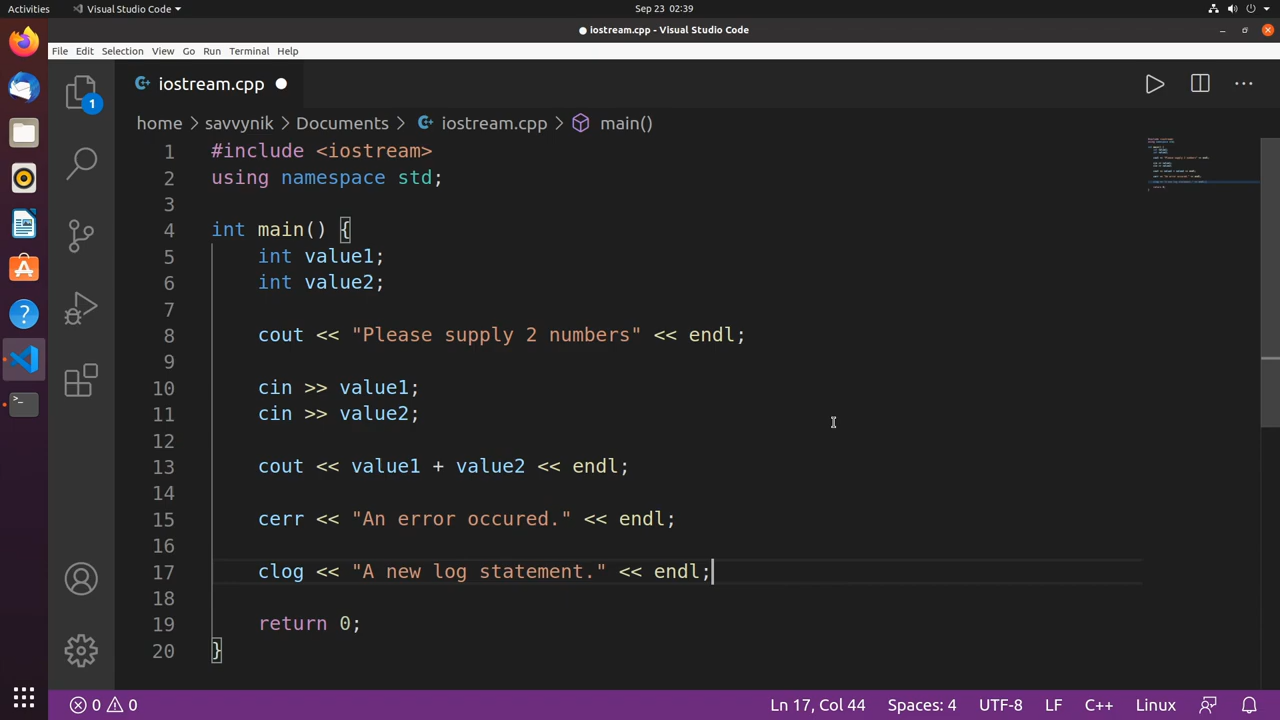 Activities Visual Studio Code Sep 23 02:39
● iostream.cpp - Visual Studio Code
File Edit Selection View Go Run Terminal Help
iostream.cpp
1
home > savvynik > Documents > iostream.cpp > main()
1 #include <iostream>
2 using namespace std;
3
4 int main() {
5 int value1;
6 int value2;
7
8 cout << "Please supply 2 numbers" << endl;
9
10 cin >> value1;
11 cin >> value2;
12
13 cout << value1 + value2 << endl;
14
15 cerr << "An error occured." << endl;
16
17 clog << "A new log statement." << endl;
18
19 return 0;
20 }
0 0 Ln 17, Col 44 Spaces: 4 UTF-8 LF C++ Linux